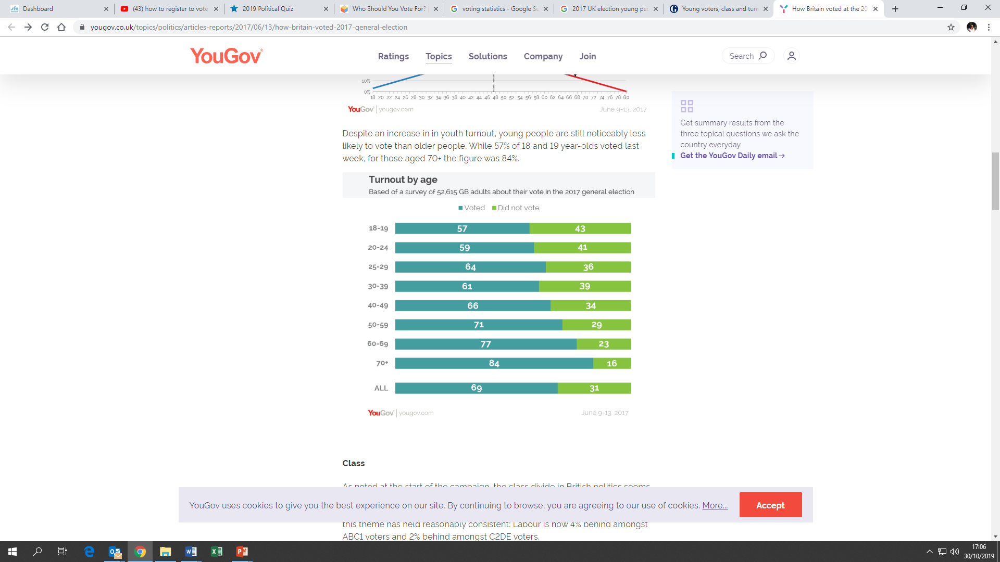 Dashboard
(43) how to register to vote
2019 Political Quiz
Who Should You Vote For?
voting statistics - Google Se
2017 UK election young peo
Young voters, class and turn
How Britain voted at the 20
yougov.co.uk/topics/politics/articles-reports/2017/06/13/how-britain-voted-2017-general-election
YouGov
Ratings
Topics
Solutions
Company
Join
Search
10%
0%
18 20 22 24 26 28 30 32 34 36 38 40 42 44 46 48 50 52 54 56 58 60 62 64 66 68 70 72 74 76 78 80
YouGov yougov.com
June 9-13, 2017
Despite an increase in in youth turnout, young people are still noticeably less
likely to vote than older people. While 57% of 18 and 19 year-olds voted last
week, for those aged 70+ the figure was 84%.
Get summary results from the
three topical questions we ask the
country everyday
Get the YouGov Daily email →
Turnout by age
Based of a survey of 52,615 GB adults about their vote in the 2017 general election
Voted Did not vote
18-19 57 43
20-24 59 41
25-29 64 36
30-39 61 39
40-49 66 34
50-59 71 29
60-69 77 23
70+ 84 16
ALL 69 31
YouGov yougov.com
June 9-13, 2017
Class
As noted at the start of the campaign, the class divide in British politics seems
YouGov uses cookies to give you the best experience on our site. By continuing to browse, you are agreeing to our use of cookies. More...
Accept
this theme has held reasonably consistent: Labour is now 4% behind amongst
ABC1 voters and 2% behind amongst C2DE voters.
17:06
30/10/2019